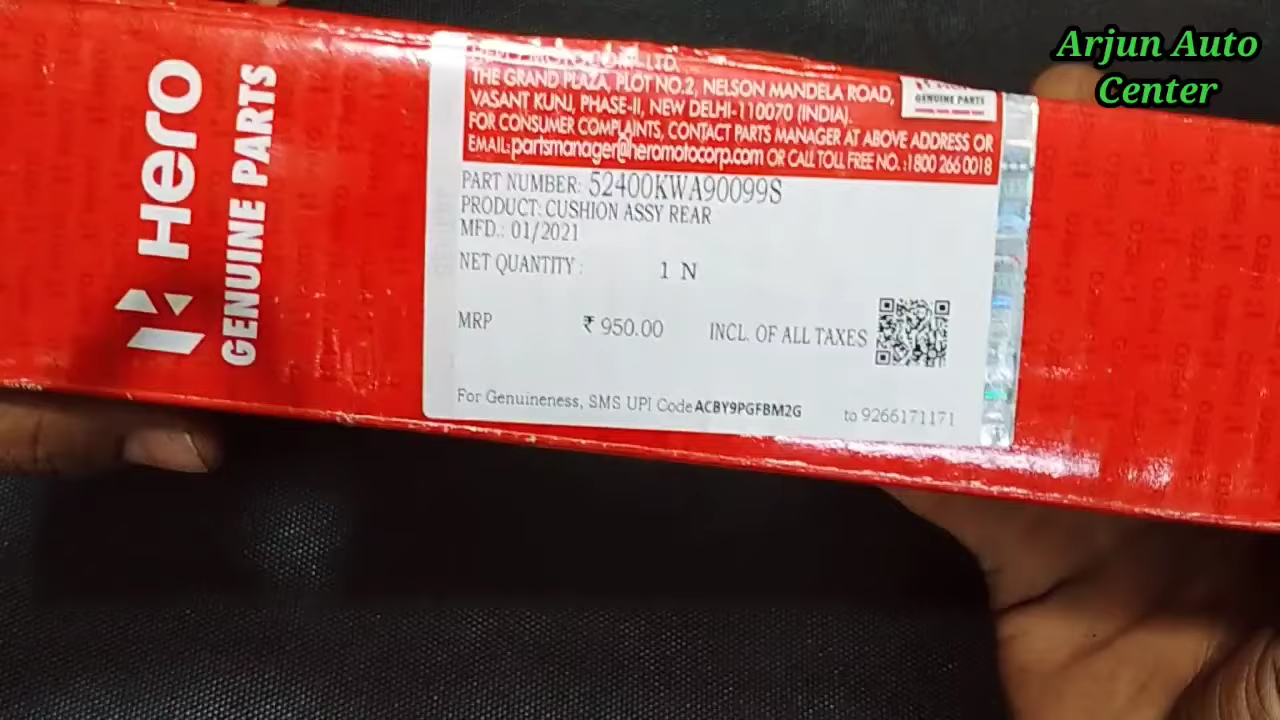 Arjun Auto
Center
Hero
GENUINE PARTS
HERO MOTOCORP LTD.
THE GRAND PLAZA, PLOT NO.2, NELSON MANDELA ROAD,
VASANT KUNJ, PHASE-II, NEW DELHI-110070 (INDIA).
FOR CONSUMER COMPLAINTS, CONTACT PARTS MANAGER AT ABOVE ADDRESS OR
EMAIL:partsmanager@heromotocorp.com OR CALL TOLL FREE NO. :1800 266 0018
GENUINE PARTS
PART NUMBER: 52400KWA90099S
PRODUCT: CUSHION ASSY REAR
MFD.: 01/2021
NET QUANTITY : 1 N
MRP ₹ 950.00 INCL. OF ALL TAXES
For Genuineness, SMS UPI Code ACBY9PGFBM2G to 9266171171